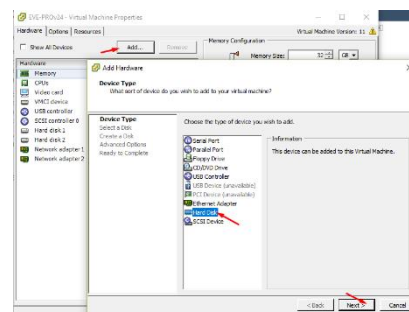 EVE-PROv24 - Virtual Machine Properties
Hardware Options Resources
Virtual Machine Version: 11
Show All Devices
Add...
Remove
Memory Configuration
Memory Size: 32 GB
Hardware
Memory
CPUs
Video card
VMCI device
USB controller
SCSI controller 0
Hard disk 1
Hard disk 2
Network adapter 1
Network adapter 2
Add Hardware
Device Type
What sort of device do you wish to add to your virtual machine?
Device Type
Select a Disk
Create a Disk
Advanced Options
Ready to Complete
Choose the type of device you wish to add.
Serial Port
Parallel Port
Floppy Drive
CD/DVD Drive
USB Controller
USB Device (unavailable)
PCI Device (unavailable)
Ethernet Adapter
Hard Disk
SCSI Device
Information
This device can be added to this Virtual Machine.
< Back
Next >
Cancel